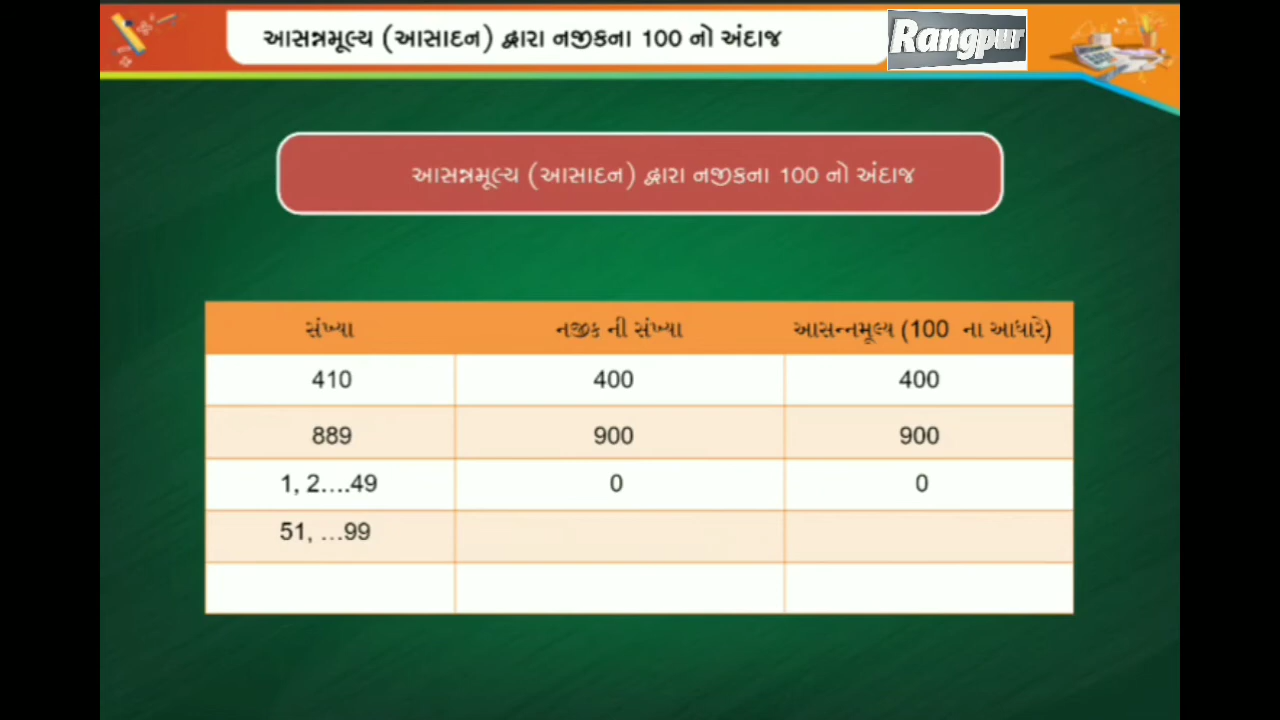 આસન્નમૂલ્ય (આસાદન) દ્વારા નજીકના 100 નો અંદાજ
Rangpur
આસન્નમૂલ્ય (આસાદન) દ્વારા નજીકના 100 નો અંદાજ
સંખ્યા નજીક ની સંખ્યા આસન્નમૂલ્ય (100 ના આધારે)
410 400 400
889 900 900
1, 2....49 0 0
51, ...99